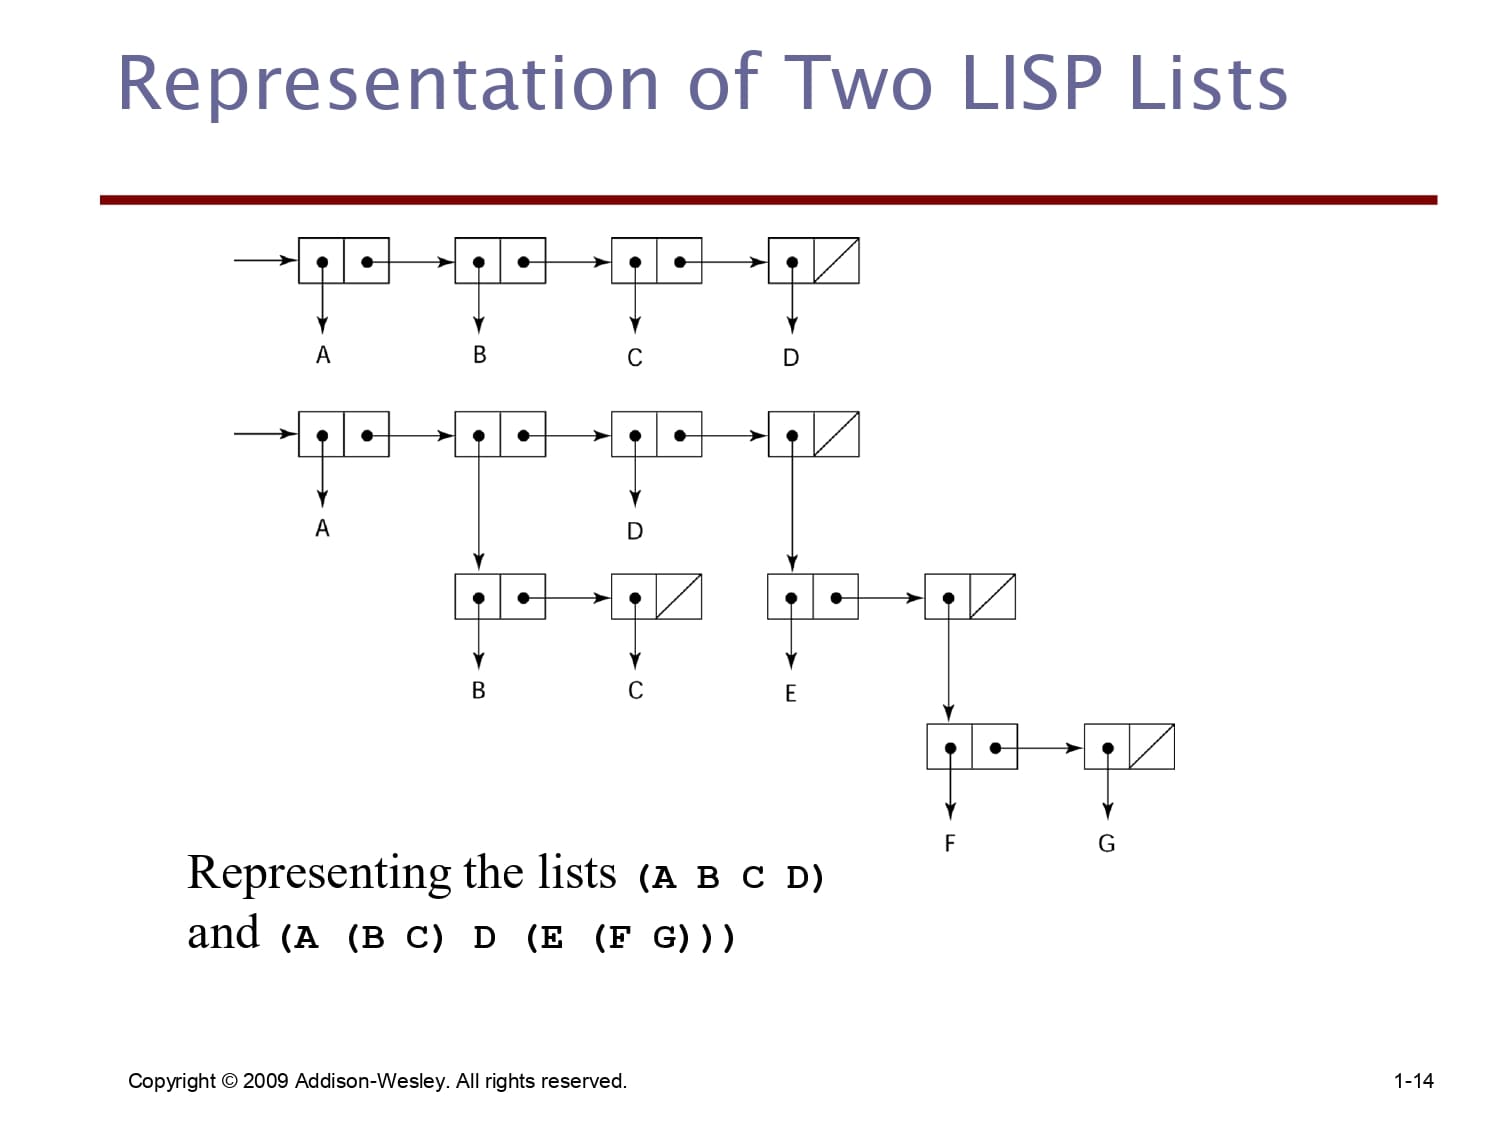 Representation of Two LISP Lists
A B C D
A D
B C E
F G
Representing the lists (A B C D)
and (A (B C) D (E (F G)))
Copyright © 2009 Addison-Wesley. All rights reserved. 1-14